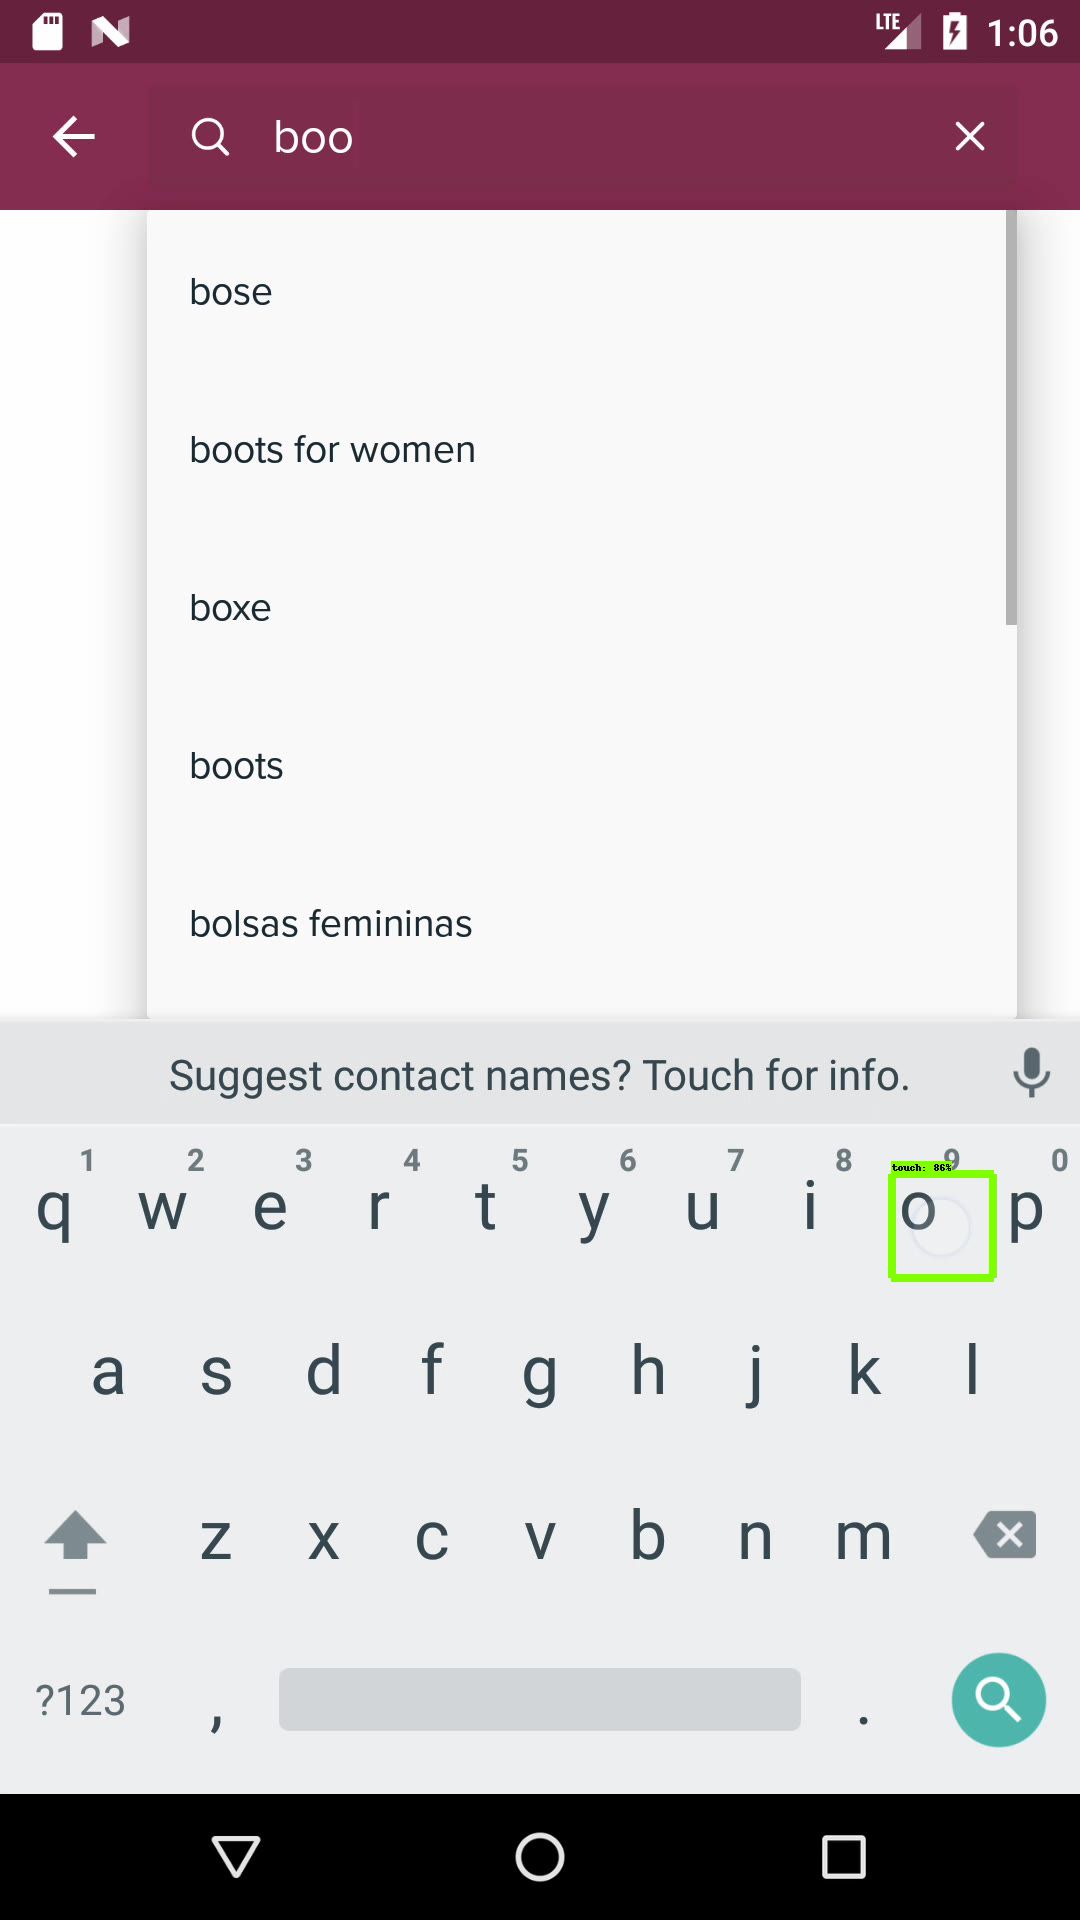 LTE 1:06
boo
bose
boots for women
boxe
boots
bolsas femininas
Suggest contact names? Touch for info.
1 2 3 4 5 6 7 8 9 0
touch: 86%
q w e r t y u i o p
a s d f g h j k l
z x c v b n m
?123 , .